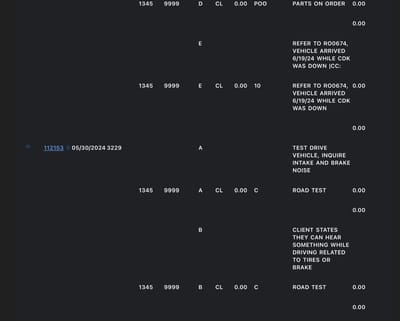 1345 9999 D CL 0.00 POO PARTS ON ORDER 0.00
0.00
E REFER TO RO0674,
VEHICLE ARRIVED
6/19/24 WHILE CDK
WAS DOWN |CC:
1345 9999 E CL 0.00 10 REFER TO RO0674, 0.00
VEHICLE ARRIVED
6/19/24 WHILE CDK
WAS DOWN
0.00
112153 05/30/2024 3229 A TEST DRIVE
VEHICLE, INQUIRE
INTAKE AND BRAKE
NOISE
1345 9999 A CL 0.00 C ROAD TEST 0.00
0.00
B CLIENT STATES
THEY CAN HEAR
SOMETHING WHILE
DRIVING RELATED
TO TIRES OR
BRAKE
1345 9999 B CL 0.00 C ROAD TEST 0.00
0.00